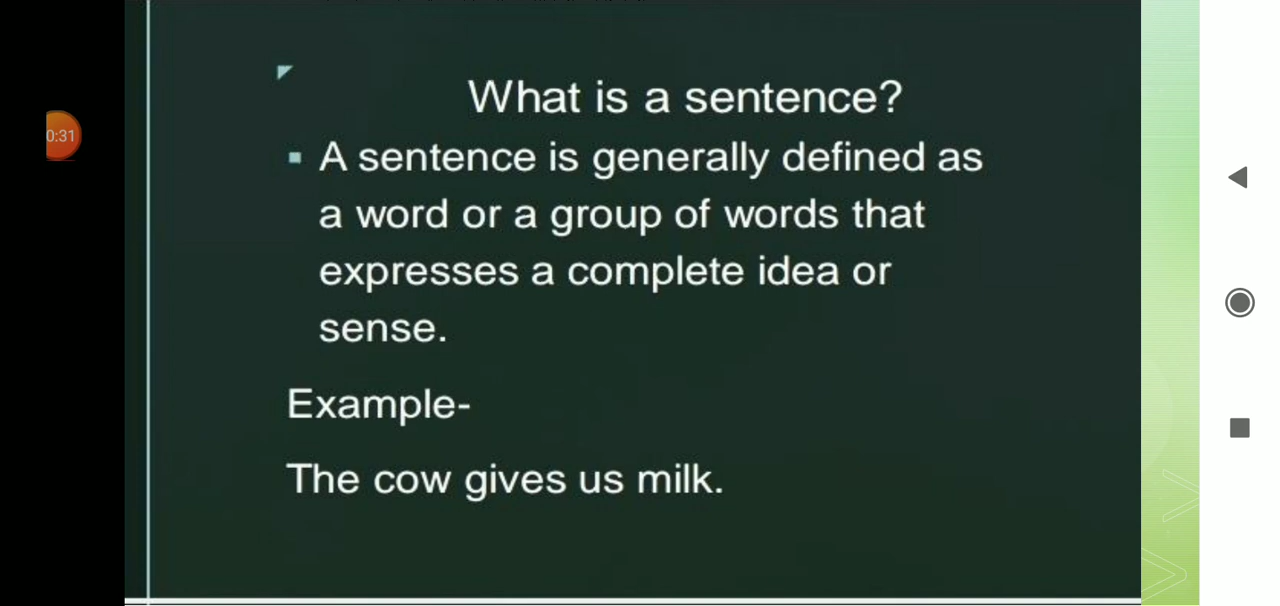 What is a sentence?
0:31
▪ A sentence is generally defined as
a word or a group of words that
expresses a complete idea or
sense.
Example-
The cow gives us milk.